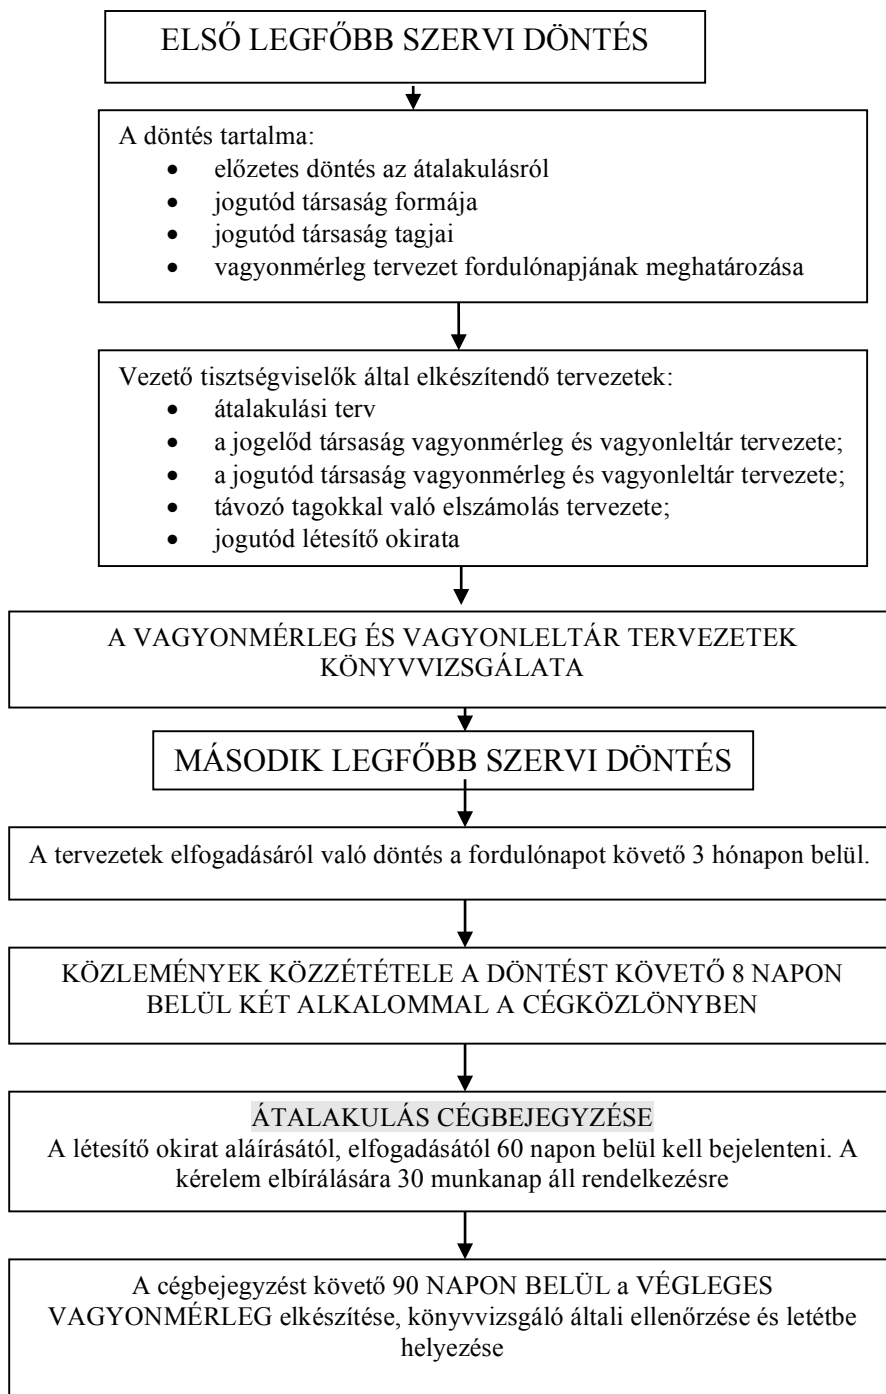 ELSŐ LEGFŐBB SZERVI DÖNTÉS
A döntés tartalma:
• előzetes döntés az átalakulásról
• jogutód társaság formája
• jogutód társaság tagjai
• vagyonmérleg tervezet fordulónapjának meghatározása
Vezető tisztségviselők által elkészítendő tervezetek:
• átalakulási terv
• a jogelőd társaság vagyonmérleg és vagyonleltár tervezete;
• a jogutód társaság vagyonmérleg és vagyonleltár tervezete;
• távozó tagokkal való elszámolás tervezete;
• jogutód létesítő okirata
A VAGYONMÉRLEG ÉS VAGYONLELTÁR TERVEZETEK
KÖNYVVIZSGÁLATA
MÁSODIK LEGFŐBB SZERVI DÖNTÉS
A tervezetek elfogadásáról való döntés a fordulónapot követő 3 hónapon belül.
KÖZLEMÉNYEK KÖZZÉTÉTELE A DÖNTÉST KÖVETŐ 8 NAPON
BELÜL KÉT ALKALOMMAL A CÉGKÖZLÖNYBEN
ÁTALAKULÁS CÉGBEJEGYZÉSE
A létesítő okirat aláírásától, elfogadásától 60 napon belül kell bejelenteni. A
kérelem elbírálására 30 munkanap áll rendelkezésre
A cégbejegyzést követő 90 NAPON BELÜL a VÉGLEGES
VAGYONMÉRLEG elkészítése, könyvvizsgáló általi ellenőrzése és letétbe
helyezése